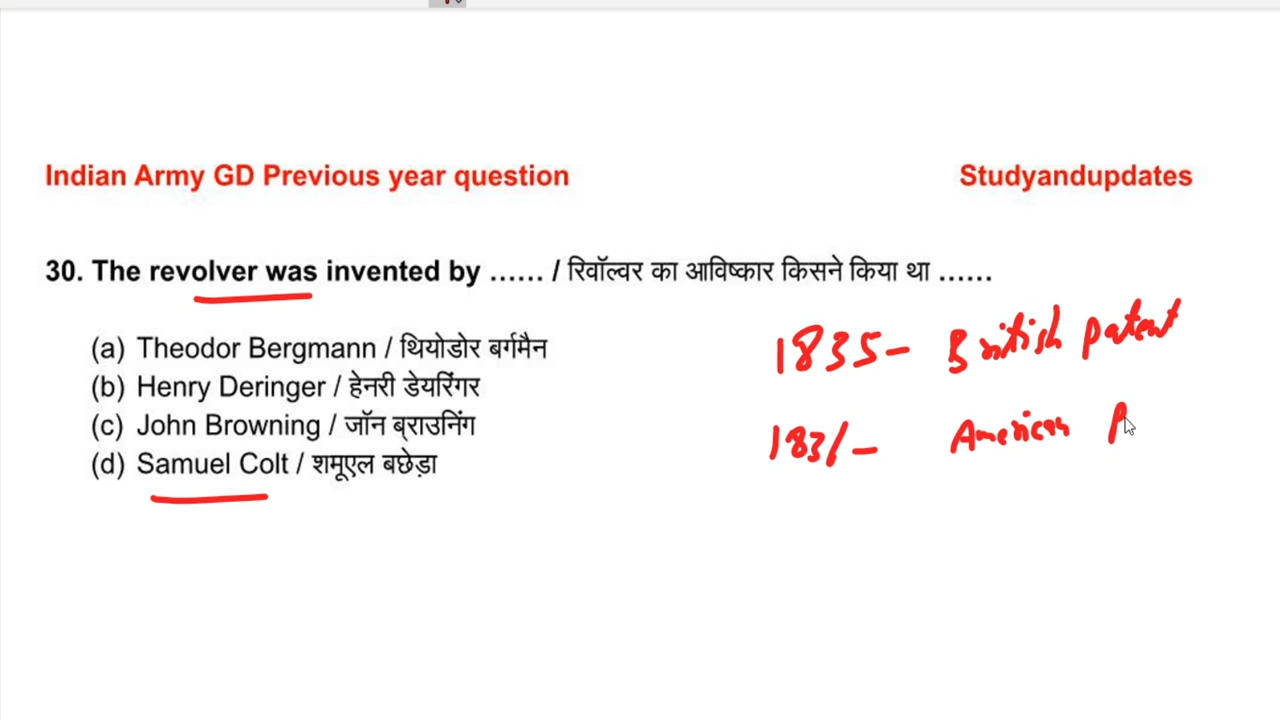 Indian Army GD Previous year question
Studyandupdates
30. The revolver was invented by ...... / रिवॉल्वर का आविष्कार किसने किया था ......
(a) Theodor Bergmann / थियोडोर बर्गमैन
(b) Henry Deringer / हेनरी डेयरिंगर
(c) John Browning / जॉन ब्राउनिंग
(d) Samuel Colt / शमूएल बछेड़ा
1835- British patent
American P